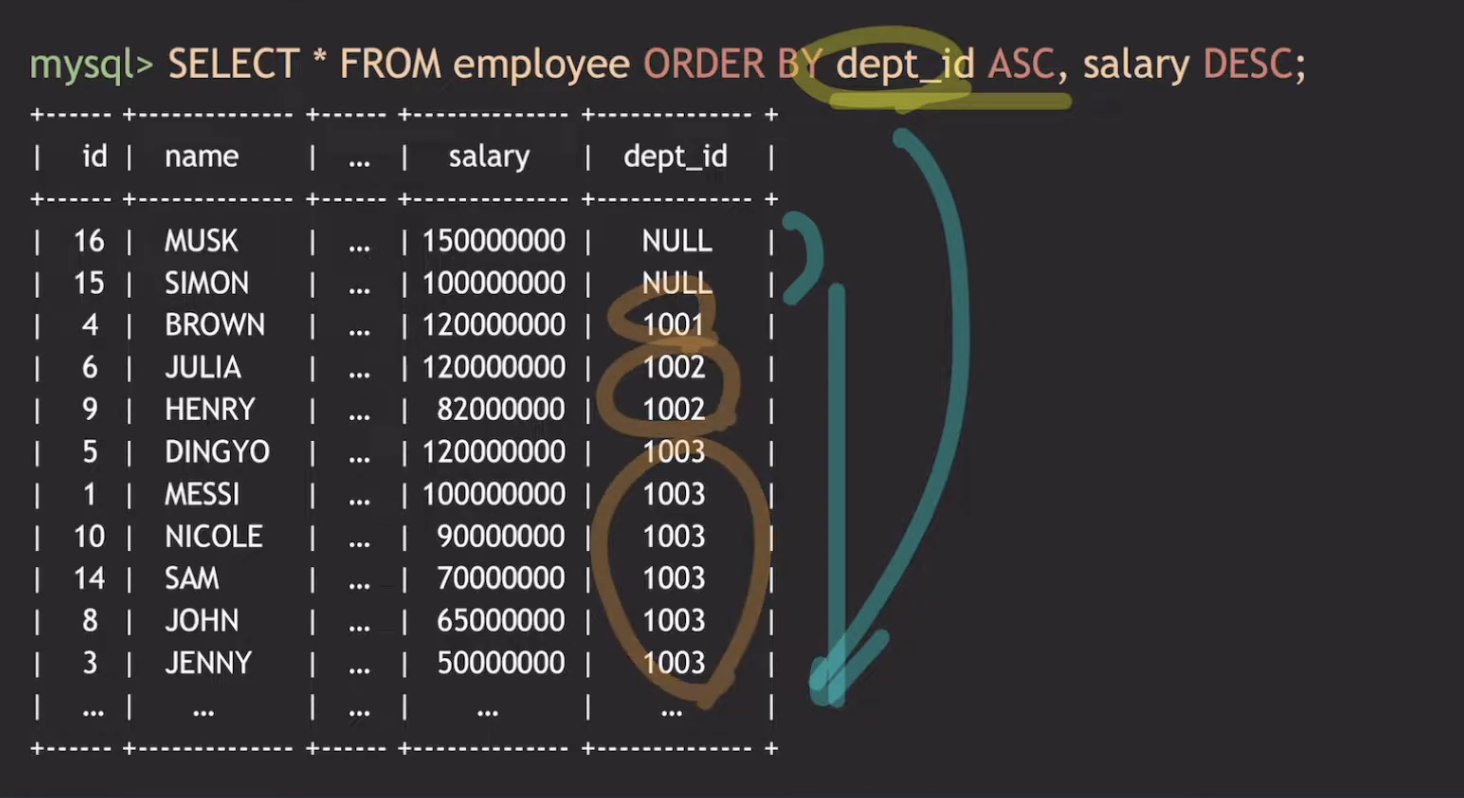 mysql> SELECT * FROM employee ORDER BY dept_id ASC, salary DESC;
+------ +-------------- +------ +-------------- +-------------- +
| id | name | ... | salary | dept_id |
+------ +-------------- +------ +-------------- +-------------- +
| 16 | MUSK | ... | 150000000 | NULL |
| 15 | SIMON | ... | 100000000 | NULL |
| 4 | BROWN | ... | 120000000 | 1001 |
| 6 | JULIA | ... | 120000000 | 1002 |
| 9 | HENRY | ... | 82000000 | 1002 |
| 5 | DINGYO | ... | 120000000 | 1003 |
| 1 | MESSI | ... | 100000000 | 1003 |
| 10 | NICOLE | ... | 90000000 | 1003 |
| 14 | SAM | ... | 70000000 | 1003 |
| 8 | JOHN | ... | 65000000 | 1003 |
| 3 | JENNY | ... | 50000000 | 1003 |
| ... | ... | ... | ... | ... |
+------ +-------------- +------ +-------------- +-------------- +